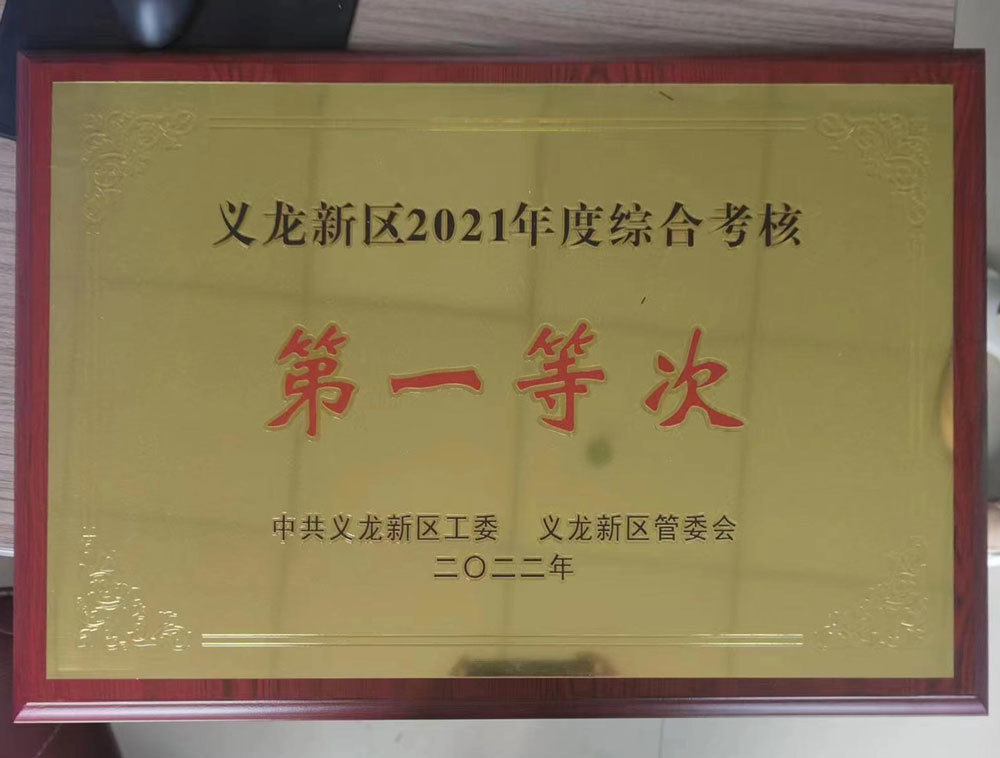 义龙新区2021年度综合考核
第一等次
中共义龙新区工委 义龙新区管委会
二〇二二年